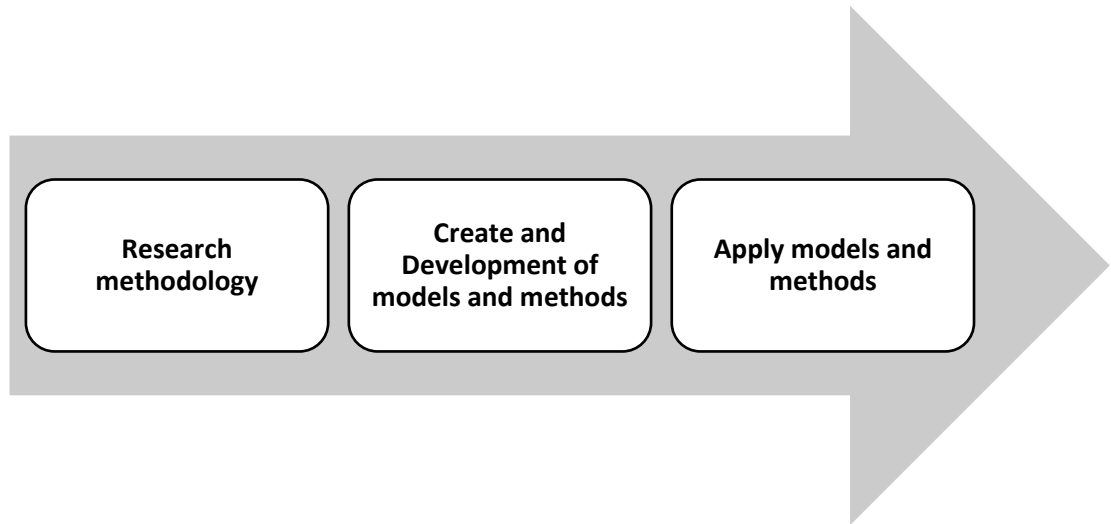 Research
methodology
Create and
Development of
models and methods
Apply models and
methods